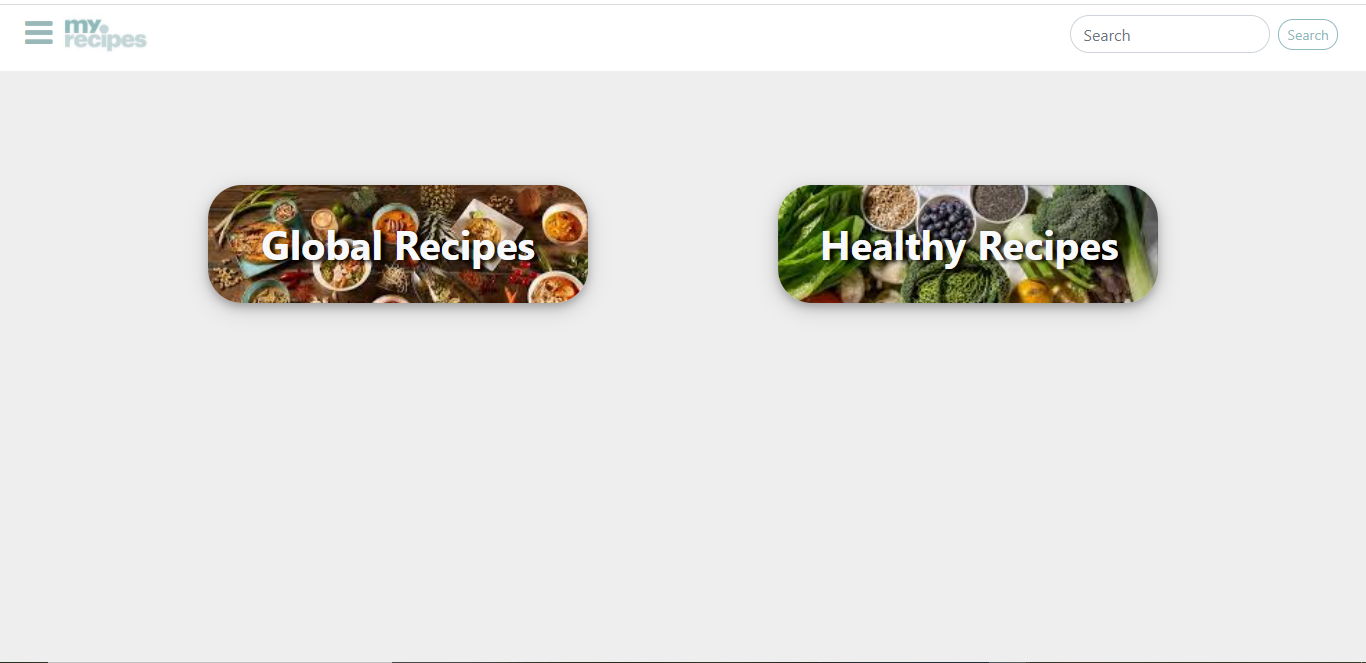 my.
recipes
Search
Search
Global Recipes
Healthy Recipes